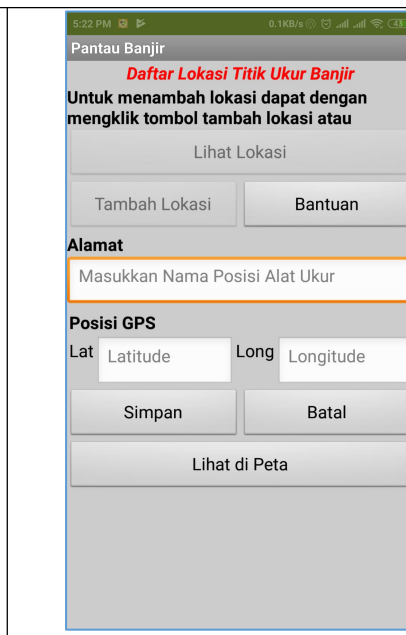 5:22 PM 0.1KB/s 43
Pantau Banjir
Daftar Lokasi Titik Ukur Banjir
Untuk menambah lokasi dapat dengan
mengklik tombol tambah lokasi atau
Lihat Lokasi
Tambah Lokasi Bantuan
Alamat
Masukkan Nama Posisi Alat Ukur
Posisi GPS
Lat Latitude Long Longitude
Simpan Batal
Lihat di Peta